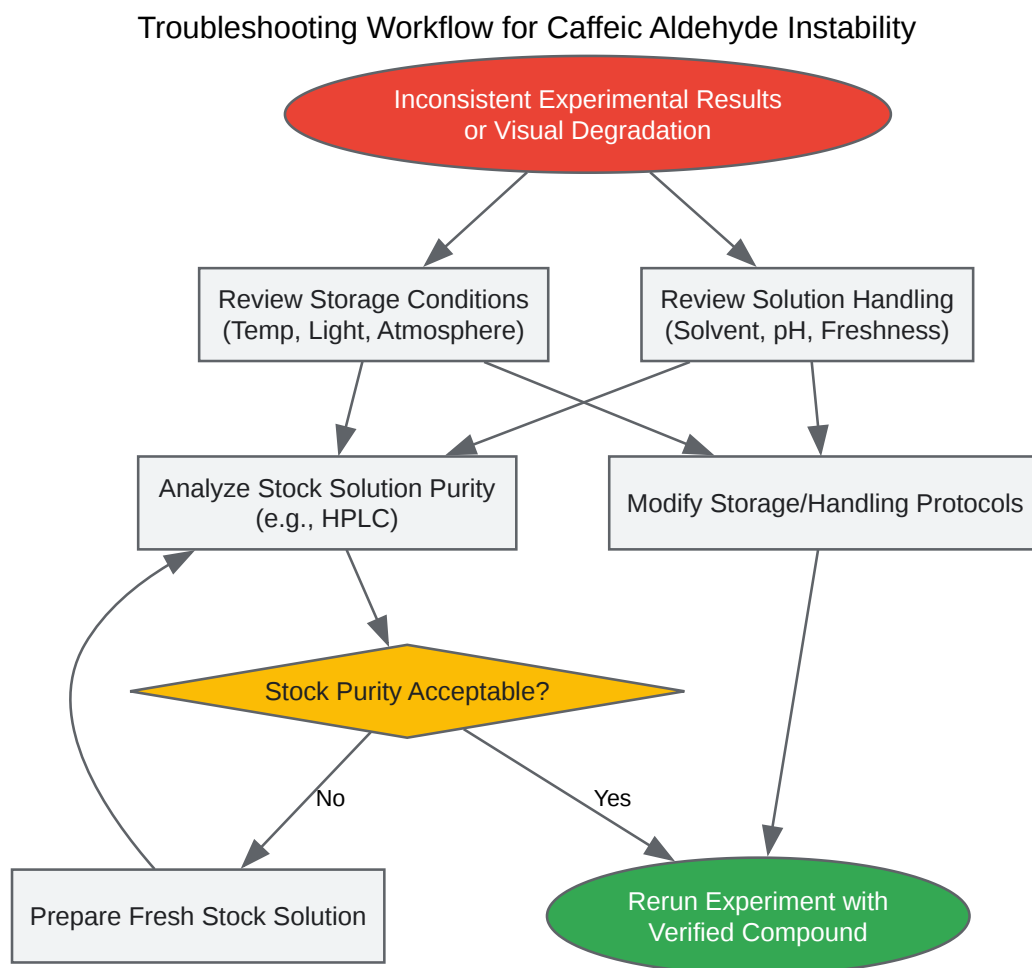 Troubleshooting Workflow for Caffeic Aldehyde Instability
Inconsistent Experimental Results
or Visual Degradation
Review Storage Conditions
(Temp, Light, Atmosphere)
Review Solution Handling
(Solvent, pH, Freshness)
Analyze Stock Solution Purity
(e.g., HPLC)
Modify Storage/Handling Protocols
Stock Purity Acceptable?
No
Yes
Prepare Fresh Stock Solution
Rerun Experiment with
Verified Compound